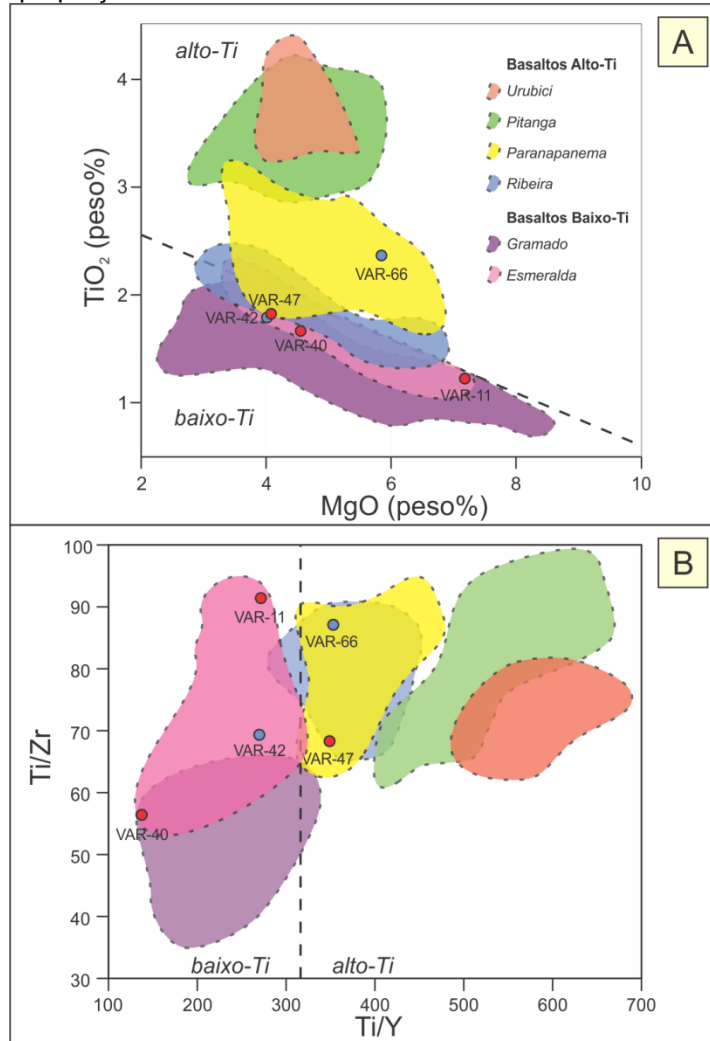 A
alto-Ti
Basaltos Alto-Ti
Urubici
Pitanga
Paranapanema
Ribeira
Basaltos Baixo-Ti
Gramado
Esmeralda
TiO₂ (peso%)
4
3
2
1
VAR-66
VAR-47
VAR-42
VAR-40
VAR-11
baixo-Ti
2 4 6 8 10
MgO (peso%)
B
Ti/Zr
100
90
80
70
60
50
40
30
VAR-11
VAR-66
VAR-42
VAR-47
VAR-40
baixo-Ti alto-Ti
100 200 300 400 500 600 700
Ti/Y